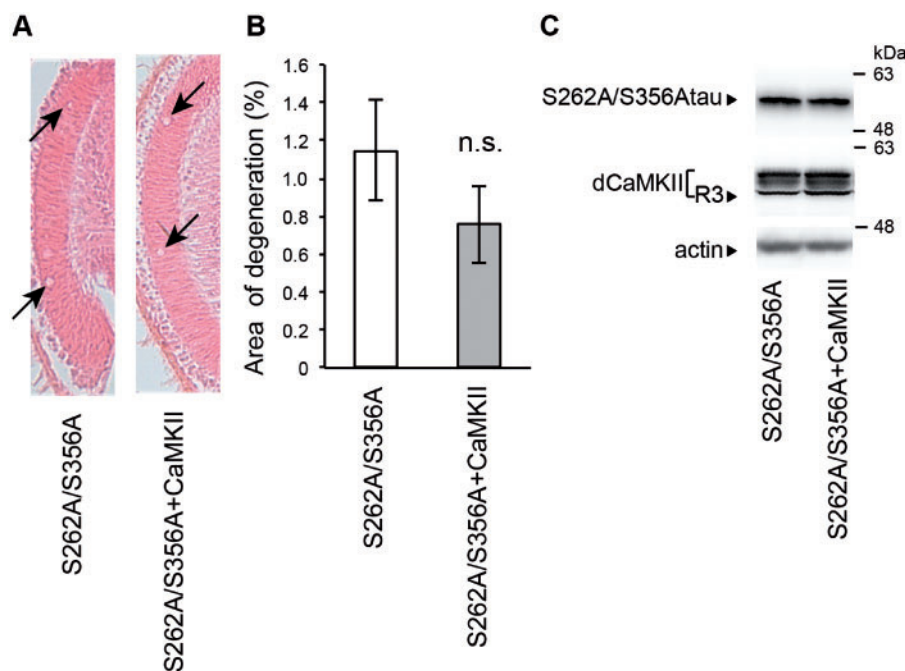 A
S262A/S356A
S262A/S356A+CaMKII
B
Area of degeneration (%)
1.6
1.4
1.2
1.0
0.8
0.6
0.4
0.2
0
n.s.
S262A/S356A
S262A/S356A+CaMKII
C
kDa
63
S262A/S356Atau
48
63
dCaMKII
R3
48
actin
S262A/S356A
S262A/S356A+CaMKII